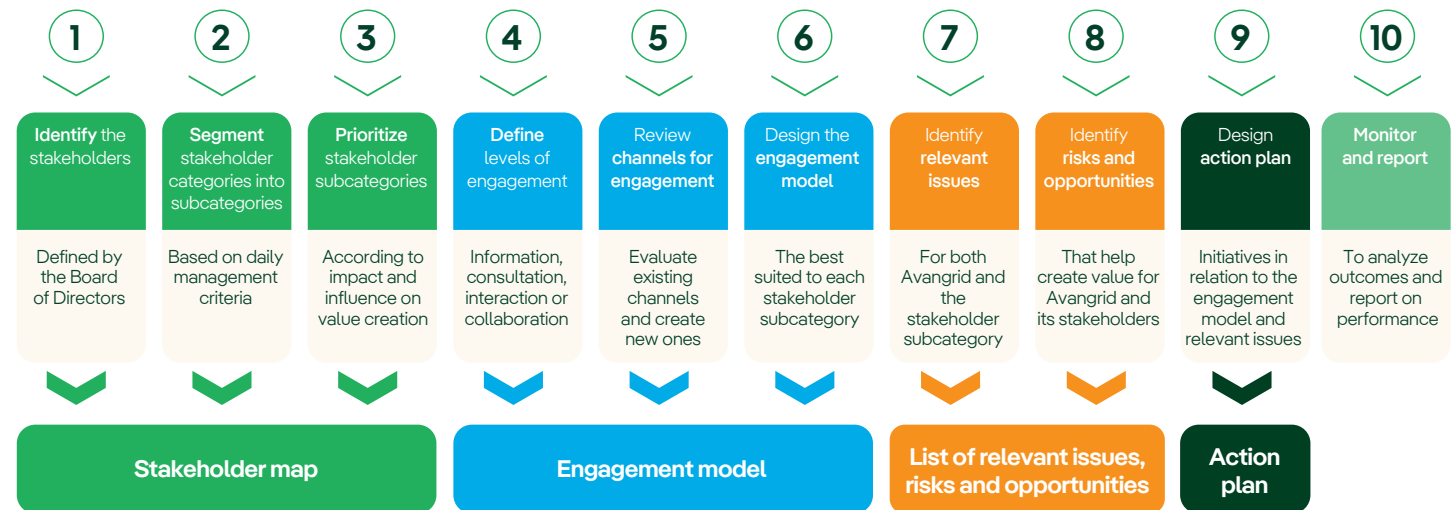 1
2
3
4
5
6
7
8
9
10
Identify the
stakeholders
Segment
stakeholder
categories into
subcategories
Prioritize
stakeholder
subcategories
Define
levels of
engagement
Review
channels for
engagement
Design the
engagement
model
Identify
relevant
issues
Identify
risks and
opportunities
Design
action plan
Monitor
and report
Defined by
the Board
of Directors
Based on daily
management
criteria
According to
impact and
influence on
value creation
Information,
consultation,
interaction or
collaboration
Evaluate
existing
channels
and create
new ones
The best
suited to each
stakeholder
subcategory
For both
Avangrid and
the
stakeholder
subcategory
That help
create value for
Avangrid and
its stakeholders
Initiatives in
relation to the
engagement
model and
relevant issues
To analyze
outcomes and
report on
performance
Stakeholder map
Engagement model
List of relevant issues,
risks and opportunities
Action
plan